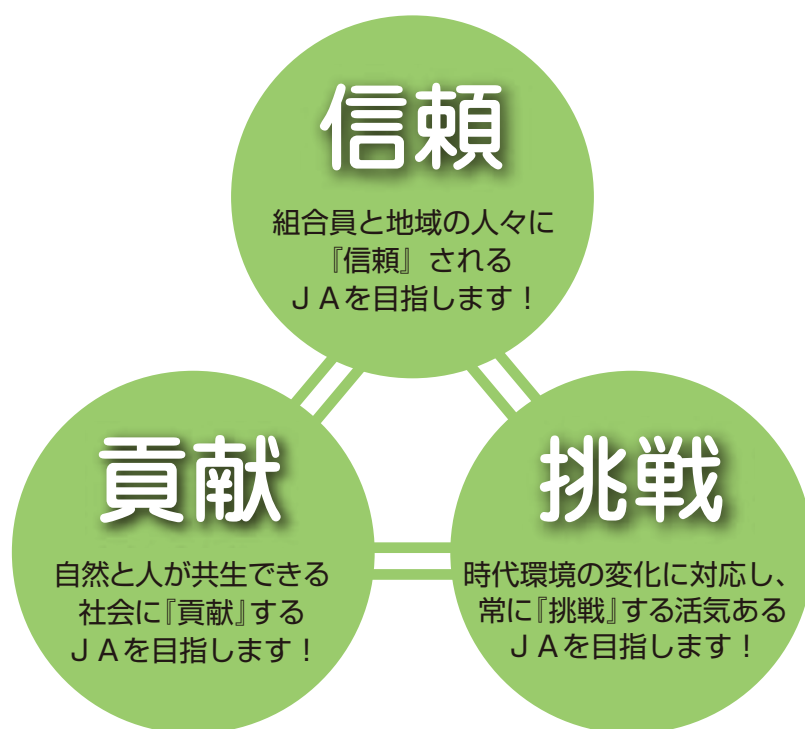 信頼
組合員と地域の人々に
『信頼』される
ＪＡを目指します！
貢献
自然と人が共生できる
社会に『貢献』する
ＪＡを目指します！
挑戦
時代環境の変化に対応し、
常に『挑戦』する活気ある
ＪＡを目指します！